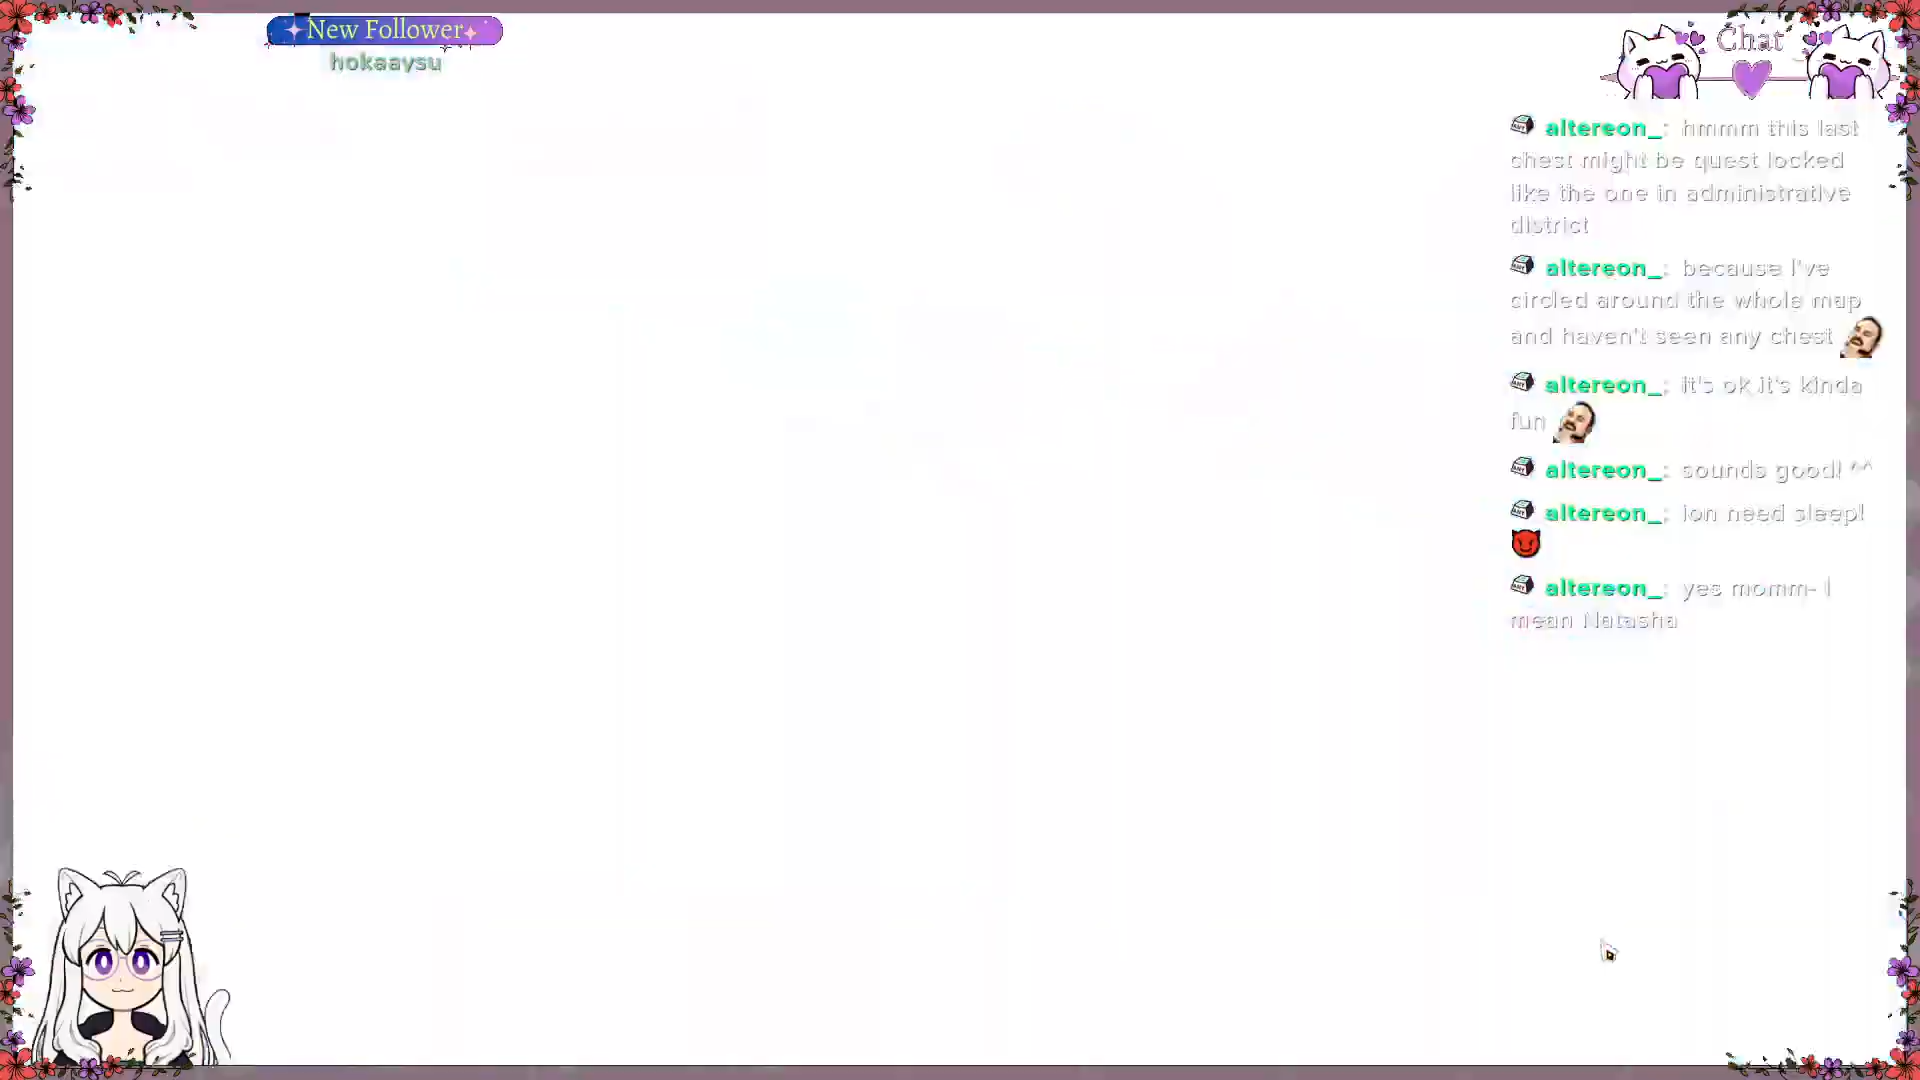 New Follower
hokaaysu
Chat
altereon_: hmmm this last
chest might be quest locked
like the one in administrative
district
altereon_: because I've
circled around the whole map
and haven't seen any chest
altereon_: it's ok it's kinda
fun
altereon_: sounds good! ^^
altereon_: ion need sleep!
altereon_: yes momm- I
mean Natasha